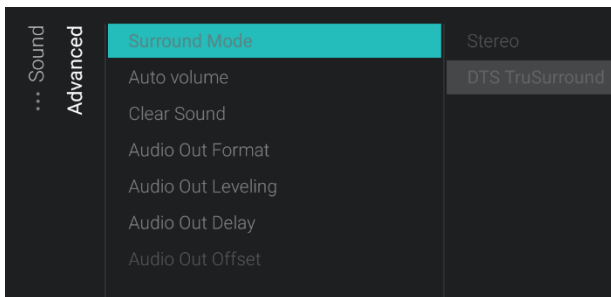 ... Sound
Advanced
Surround Mode
Auto volume
Clear Sound
Audio Out Format
Audio Out Leveling
Audio Out Delay
Audio Out Offset
Stereo
DTS TruSurround